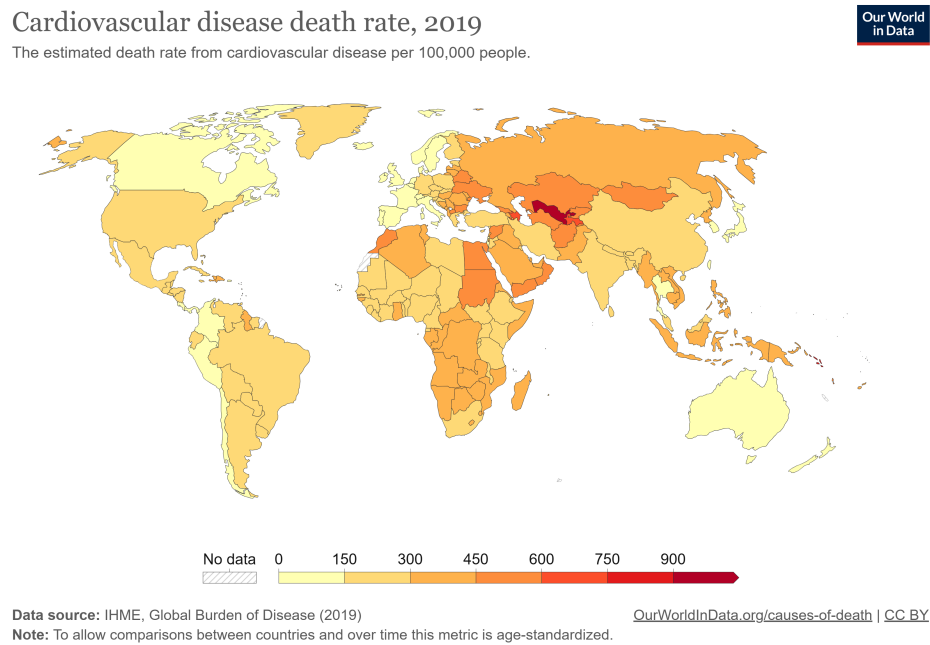 Cardiovascular disease death rate, 2019
The estimated death rate from cardiovascular disease per 100,000 people.
Our World
in Data
No data 0 150 300 450 600 750 900
Data source: IHME, Global Burden of Disease (2019)
OurWorldInData.org/causes-of-death | CC BY
Note: To allow comparisons between countries and over time this metric is age-standardized.